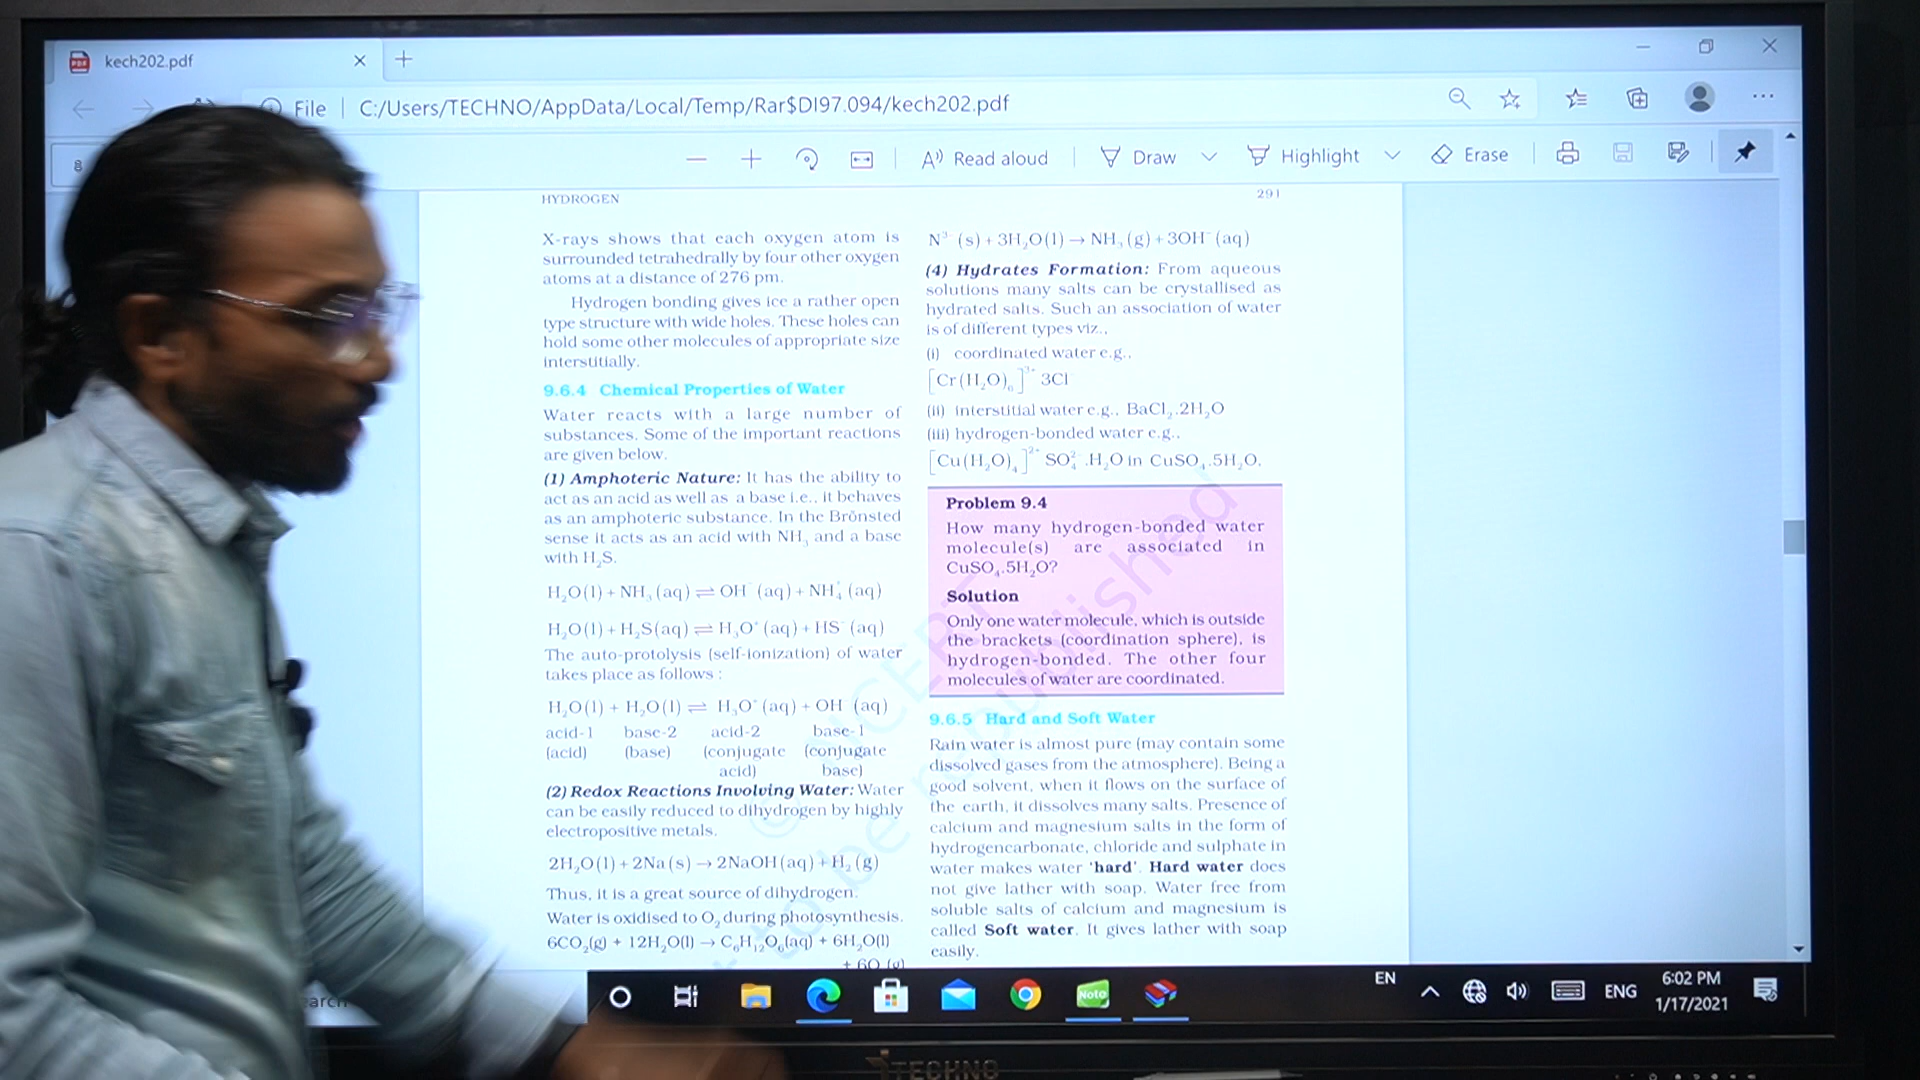 kech202.pdf
File | C:/Users/TECHNO/AppData/Local/Temp/Rar$DI97.094/kech202.pdf
8
Read aloud
Draw
Highlight
Erase
HYDROGEN
291
X-rays shows that each oxygen atom is
surrounded tetrahedrally by four other oxygen
atoms at a distance of 276 pm.
Hydrogen bonding gives ice a rather open
type structure with wide holes. These holes can
hold some other molecules of appropriate size
interstitially.
9.6.4 Chemical Properties of Water
Water reacts with a large number of
substances. Some of the important reactions
are given below.
(1) Amphoteric Nature: It has the ability to
act as an acid as well as a base i.e., it behaves
as an amphoteric substance. In the Brönsted
sense it acts as an acid with NH₃ and a base
with H₂S.
H₂O(l) + NH₃(aq) ⇌ OH⁻(aq) + NH₄⁺(aq)
H₂O(l) + H₂S(aq) ⇌ H₃O⁺(aq) + HS⁻(aq)
The auto-protolysis (self-ionization) of water
takes place as follows :
H₂O(l) + H₂O(l) ⇌ H₃O⁺(aq) + OH⁻(aq)
acid-1 base-2 acid-2 base-1
(acid) (base) (conjugate (conjugate
acid) base)
(2) Redox Reactions Involving Water: Water
can be easily reduced to dihydrogen by highly
electropositive metals.
2H₂O(l) + 2Na(s) → 2NaOH(aq) + H₂(g)
Thus, it is a great source of dihydrogen.
Water is oxidised to O₂ during photosynthesis.
6CO₂(g) + 12H₂O(l) → C₆H₁₂O₆(aq) + 6H₂O(l)
+ 6O₂(g)
N³⁻(s) + 3H₂O(l) → NH₃(g) + 3OH⁻(aq)
(4) Hydrates Formation: From aqueous
solutions many salts can be crystallised as
hydrated salts. Such an association of water
is of different types viz.,
(i) coordinated water e.g.,
[Cr(H₂O)₆]³⁺ 3Cl⁻
(ii) interstitial water e.g., BaCl₂.2H₂O
(iii) hydrogen-bonded water e.g.,
[Cu(H₂O)₄]²⁺ SO₄²⁻.H₂O in CuSO₄.5H₂O.
Problem 9.4
How many hydrogen-bonded water
molecule(s) are associated in
CuSO₄.5H₂O?
Solution
Only one water molecule, which is outside
the brackets (coordination sphere), is
hydrogen-bonded. The other four
molecules of water are coordinated.
9.6.5 Hard and Soft Water
Rain water is almost pure (may contain some
dissolved gases from the atmosphere). Being a
good solvent, when it flows on the surface of
the earth, it dissolves many salts. Presence of
calcium and magnesium salts in the form of
hydrogencarbonate, chloride and sulphate in
water makes water 'hard'. Hard water does
not give lather with soap. Water free from
soluble salts of calcium and magnesium is
called Soft water. It gives lather with soap
easily.
Note
EN
ENG
6:02 PM
1/17/2021
TECHNO